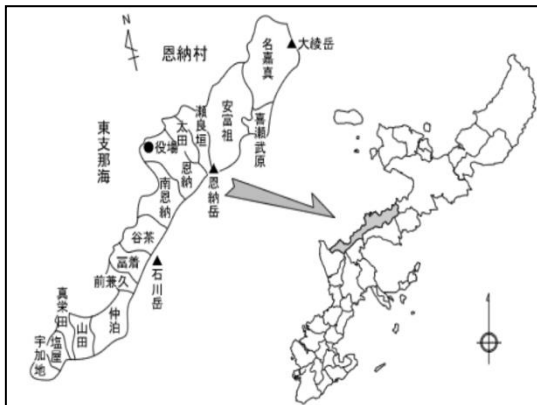 N
恩納村
名嘉真
大綾岳
安富祖
喜瀬武原
瀬良垣
太田
恩納
役場
東支那海
恩納岳
南恩納
谷茶
冨着
前兼久
石川岳
仲泊
真栄田
山田
塩屋
宇加地